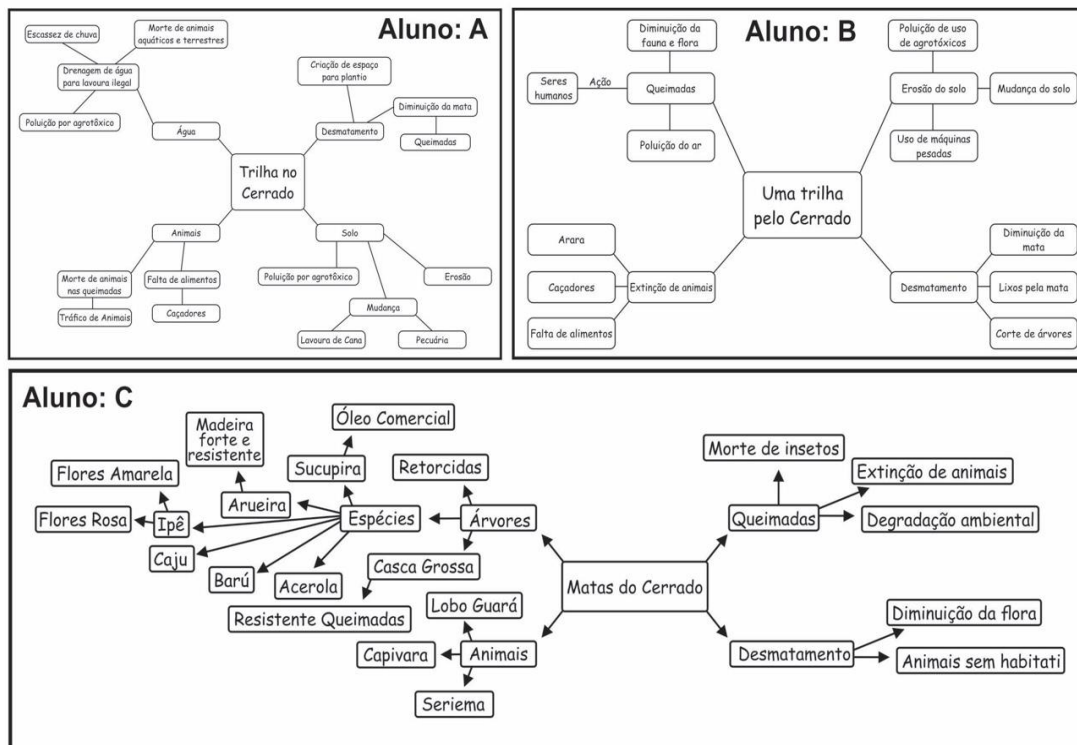 Aluno: A
Escassez de chuva
Morte de animais
aquáticos e terrestres
Drenagem de água
para lavoura ilegal
Poluição por agrotôxico
Água
Criação de espaço
para plantio
Diminuição da mata
Desmatamento
Queimadas
Trilha no
Cerrado
Animais
Morte de animais
nas queimadas
Falta de alimentos
Tráfico de Animais
Caçadores
Solo
Poluição por agrotôxico
Erosão
Mudança
Lavoura de Cana
Pecuária
Aluno: B
Diminuição da
fauna e flora
Seres
humanos
Ação
Queimadas
Poluição do ar
Poluição de uso
de agrotóxicos
Erosão do solo
Mudança do solo
Uso de máquinas
pesadas
Uma trilha
pelo Cerrado
Arara
Caçadores
Extinção de animais
Falta de alimentos
Diminuição da
mata
Desmatamento
Lixos pela mata
Corte de árvores
Aluno: C
Óleo Comercial
Madeira
forte e
resistente
Sucupira
Retorcidas
Flores Amarela
Arueira
Flores Rosa
Ipê
Espécies
Árvores
Caju
Barú
Acerola
Casca Grossa
Resistente Queimadas
Lobo Guará
Capivara
Animais
Seriema
Matas do Cerrado
Morte de insetos
Extinção de animais
Queimadas
Degradação ambiental
Diminuição da flora
Desmatamento
Animais sem habitati